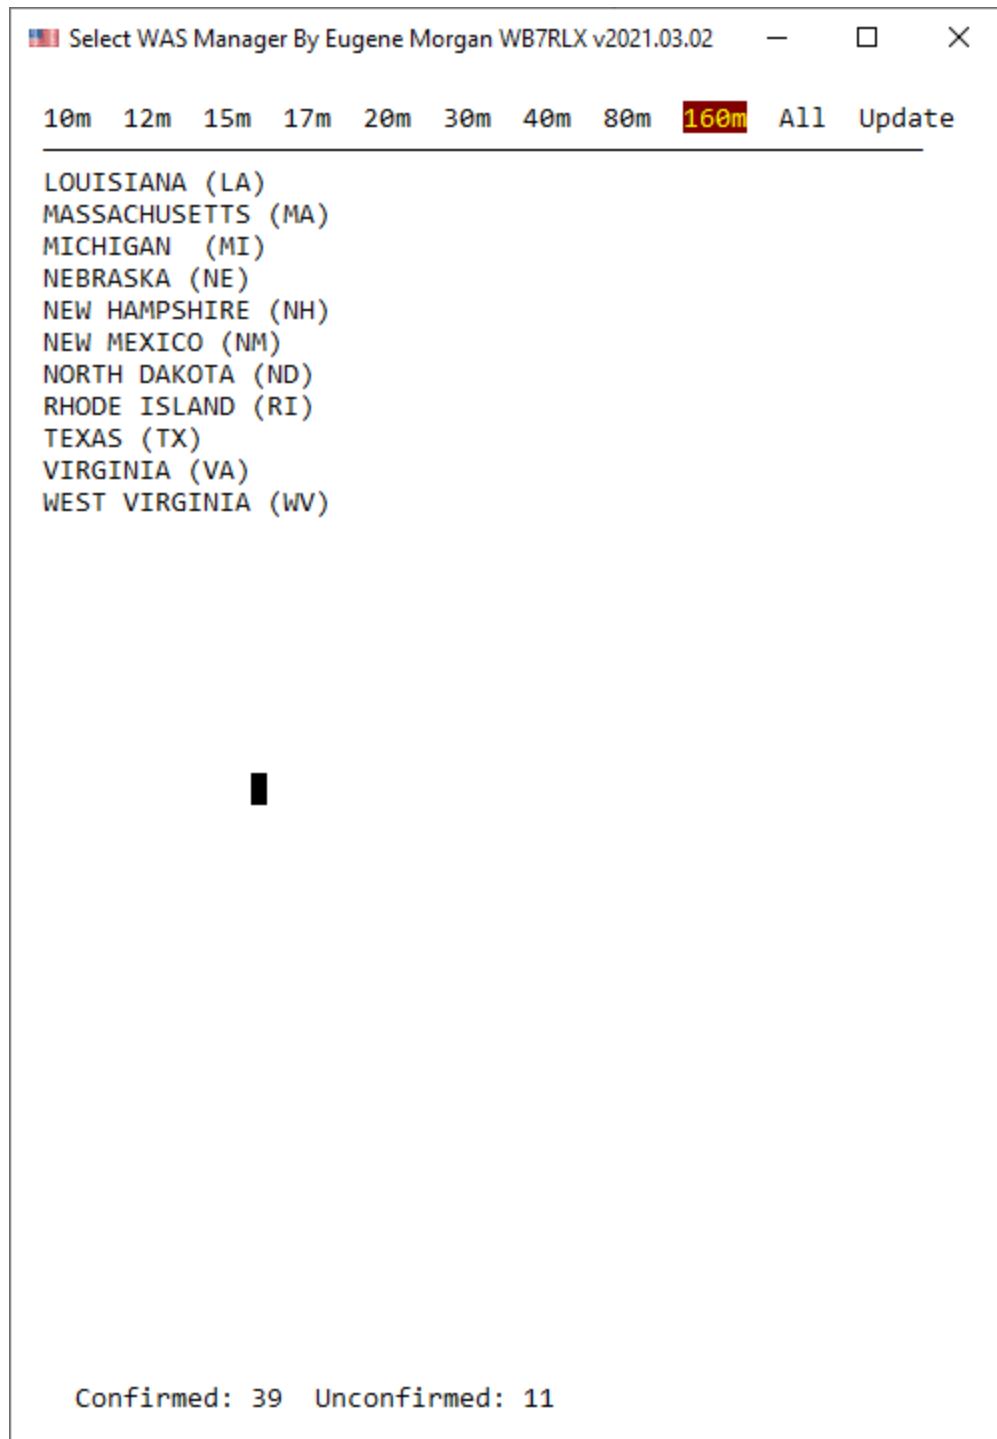 Select WAS Manager By Eugene Morgan WB7RLX v2021.03.02
10m  12m  15m  17m  20m  30m  40m  80m  160m  All  Update
LOUISIANA (LA)
MASSACHUSETTS (MA)
MICHIGAN  (MI)
NEBRASKA (NE)
NEW HAMPSHIRE (NH)
NEW MEXICO (NM)
NORTH DAKOTA (ND)
RHODE ISLAND (RI)
TEXAS (TX)
VIRGINIA (VA)
WEST VIRGINIA (WV)
Confirmed: 39  Unconfirmed: 11